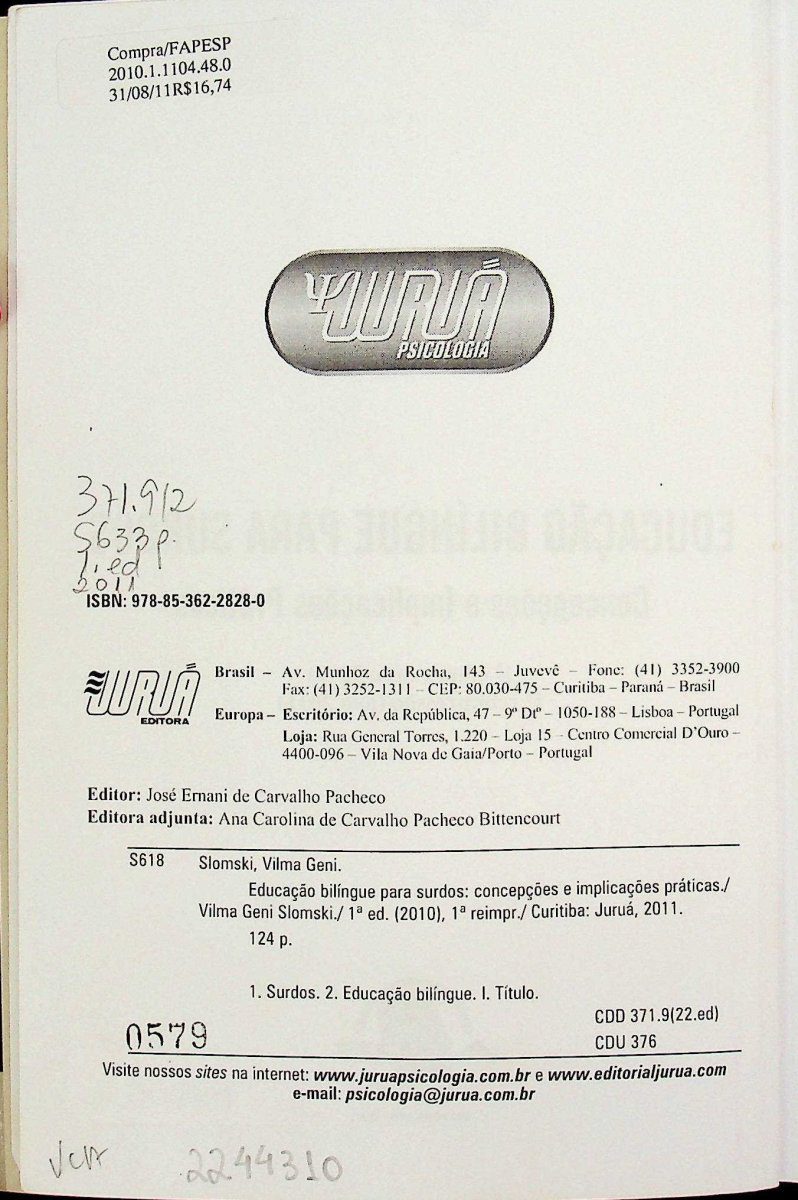 Compra/FAPESP
2010.1.1104.48.0
31/08/11R$16,74
ΨJURUÁ
PSICOLOGIA
371.912
S633p.
1.ed
2011
ISBN: 978-85-362-2828-0
JURUÁ
EDITORA
Brasil – Av. Munhoz da Rocha, 143 – Juvevê – Fone: (41) 3352-3900
Fax: (41) 3252-1311 – CEP: 80.030-475 – Curitiba – Paraná – Brasil
Europa – Escritório: Av. da República, 47 – 9º Dtº – 1050-188 – Lisboa – Portugal
Loja: Rua General Torres, 1.220 – Loja 15 – Centro Comercial D'Ouro –
4400-096 – Vila Nova de Gaia/Porto – Portugal
Editor: José Ernani de Carvalho Pacheco
Editora adjunta: Ana Carolina de Carvalho Pacheco Bittencourt
S618 Slomski, Vilma Geni.
Educação bilíngue para surdos: concepções e implicações práticas./
Vilma Geni Slomski./ 1ª ed. (2010), 1ª reimpr./ Curitiba: Juruá, 2011.
124 p.
1. Surdos. 2. Educação bilíngue. I. Título.
CDD 371.9(22.ed)
0579
CDU 376
Visite nossos sites na internet: www.juruapsicologia.com.br e www.editorialjurua.com
e-mail: psicologia@jurua.com.br
2244310